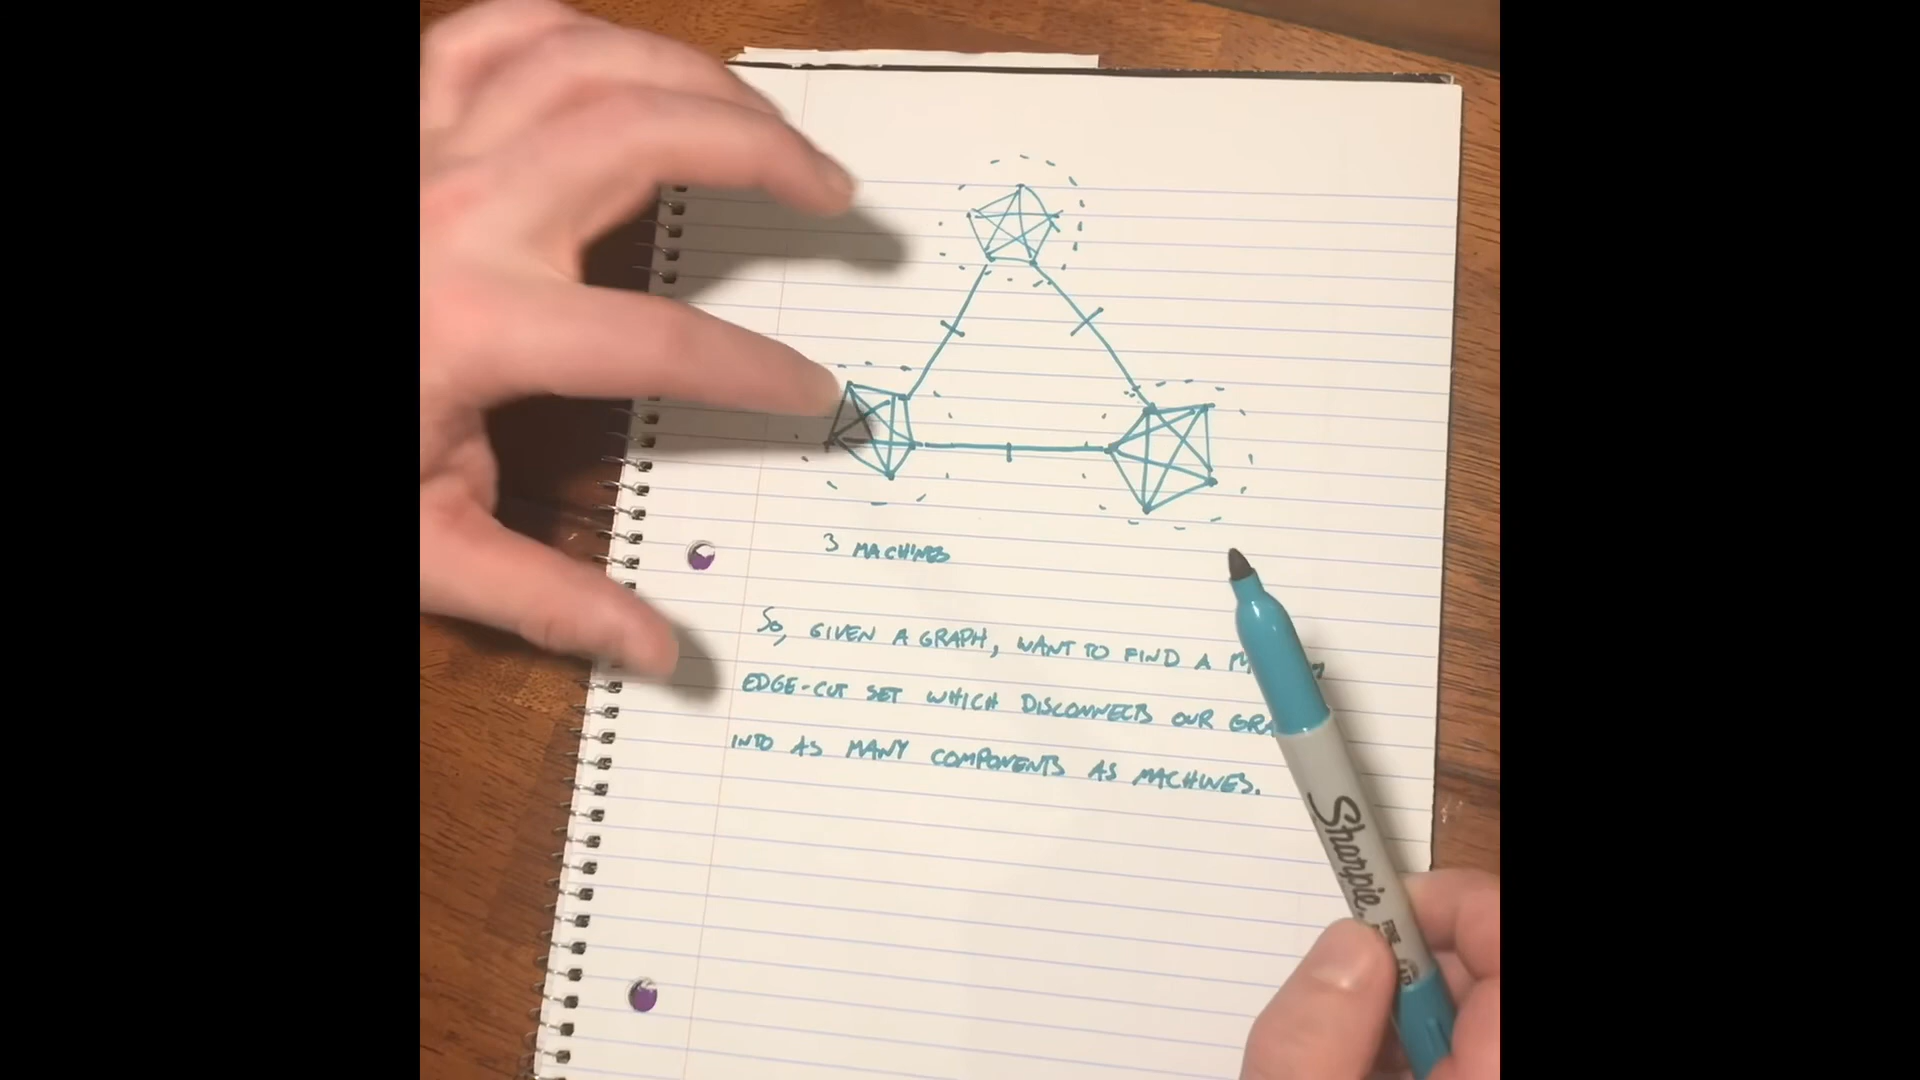 3 MACHINES
So, GIVEN A GRAPH, WANT TO FIND A
EDGE-CUT SET WHICH DISCONNECTS OUR
INTO AS MANY COMPONENTS AS MACHINES.
Sharpie
FINE